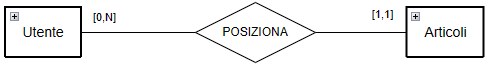 [0,N]
[1,1]
Utente
POSIZIONA
Articoli